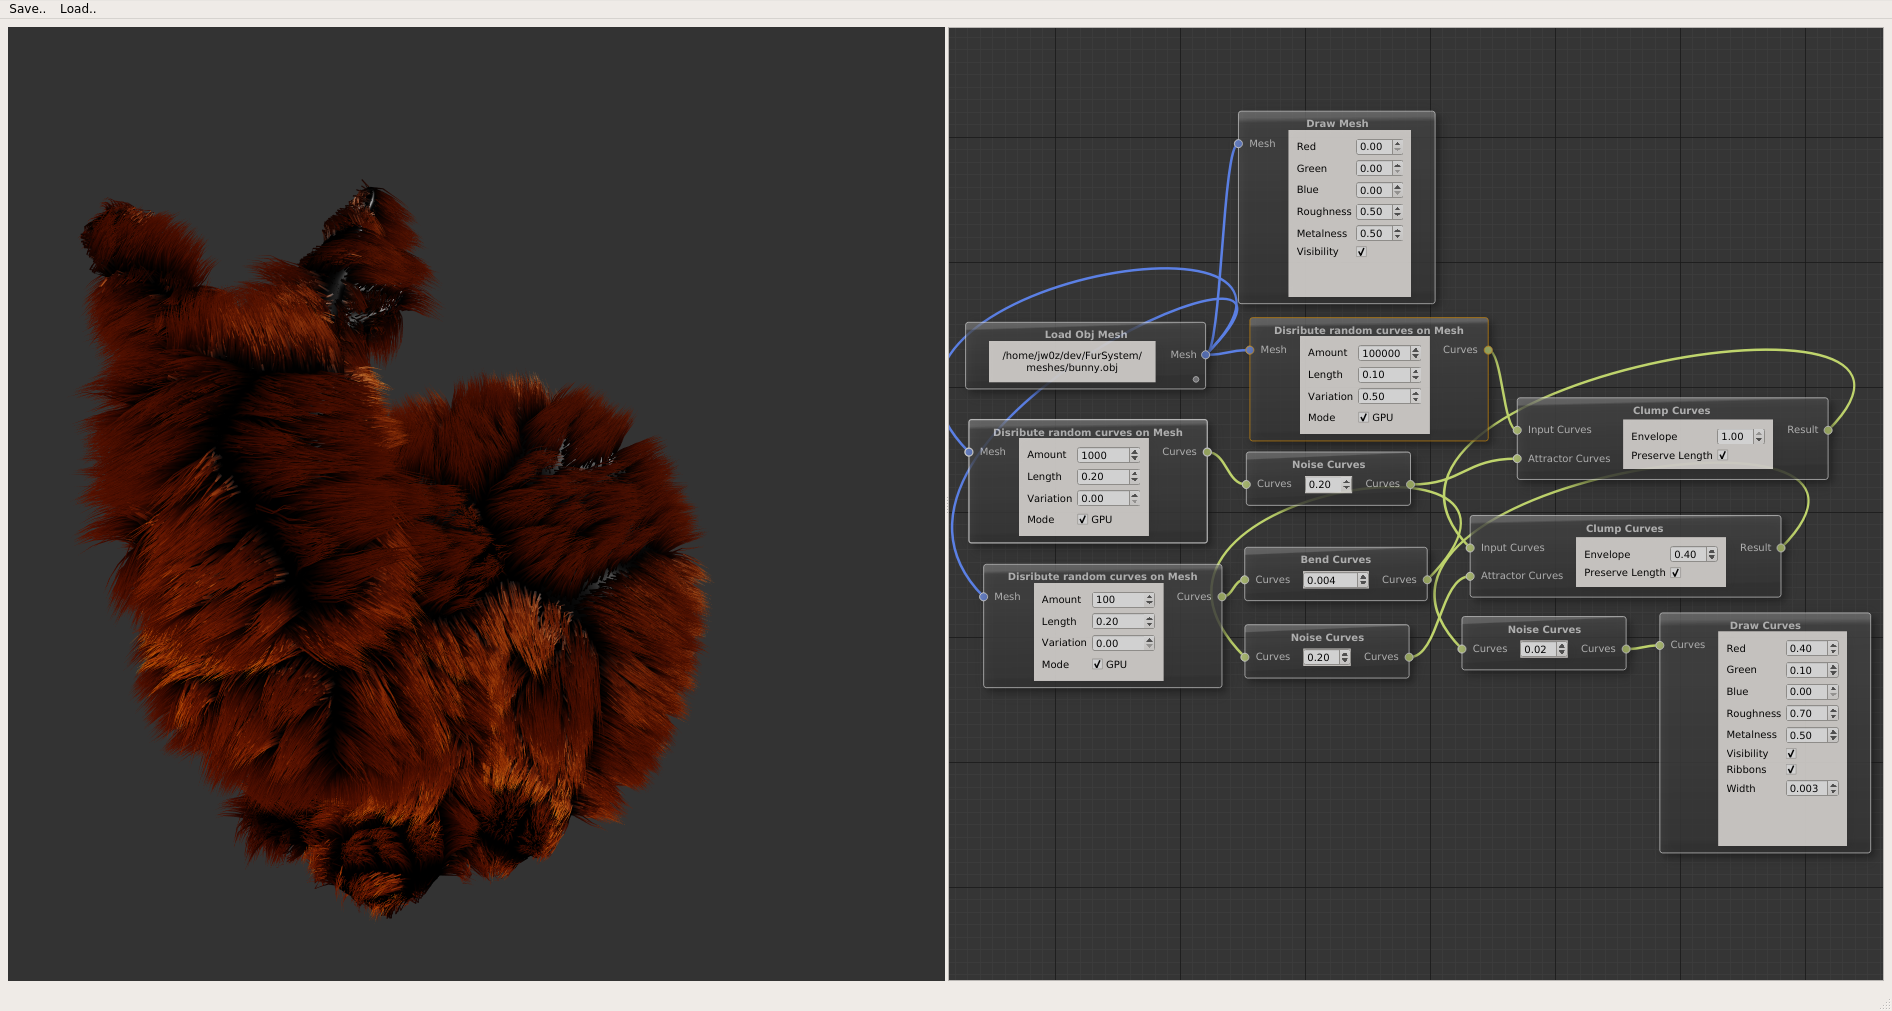 Save.. Load..
Draw Mesh
Mesh
Red 0.00
Green 0.00
Blue 0.00
Roughness 0.50
Metalness 0.50
Visibility
Load Obj Mesh
/home/jw0z/dev/FurSystem/
meshes/bunny.obj
Mesh
Disribute random curves on Mesh
Mesh
Curves
Amount 100000
Length 0.10
Variation 0.50
Mode GPU
Clump Curves
Input Curves
Attractor Curves
Result
Envelope 1.00
Preserve Length
Disribute random curves on Mesh
Mesh
Curves
Amount 1000
Length 0.20
Variation 0.00
Mode GPU
Noise Curves
Curves 0.20 Curves
Clump Curves
Input Curves
Attractor Curves
Result
Envelope 0.40
Preserve Length
Bend Curves
Curves 0.004 Curves
Disribute random curves on Mesh
Mesh
Curves
Amount 100
Length 0.20
Variation 0.00
Mode GPU
Noise Curves
Curves 0.20 Curves
Noise Curves
Curves 0.02 Curves
Draw Curves
Curves
Red 0.40
Green 0.10
Blue 0.00
Roughness 0.70
Metalness 0.50
Visibility
Ribbons
Width 0.003